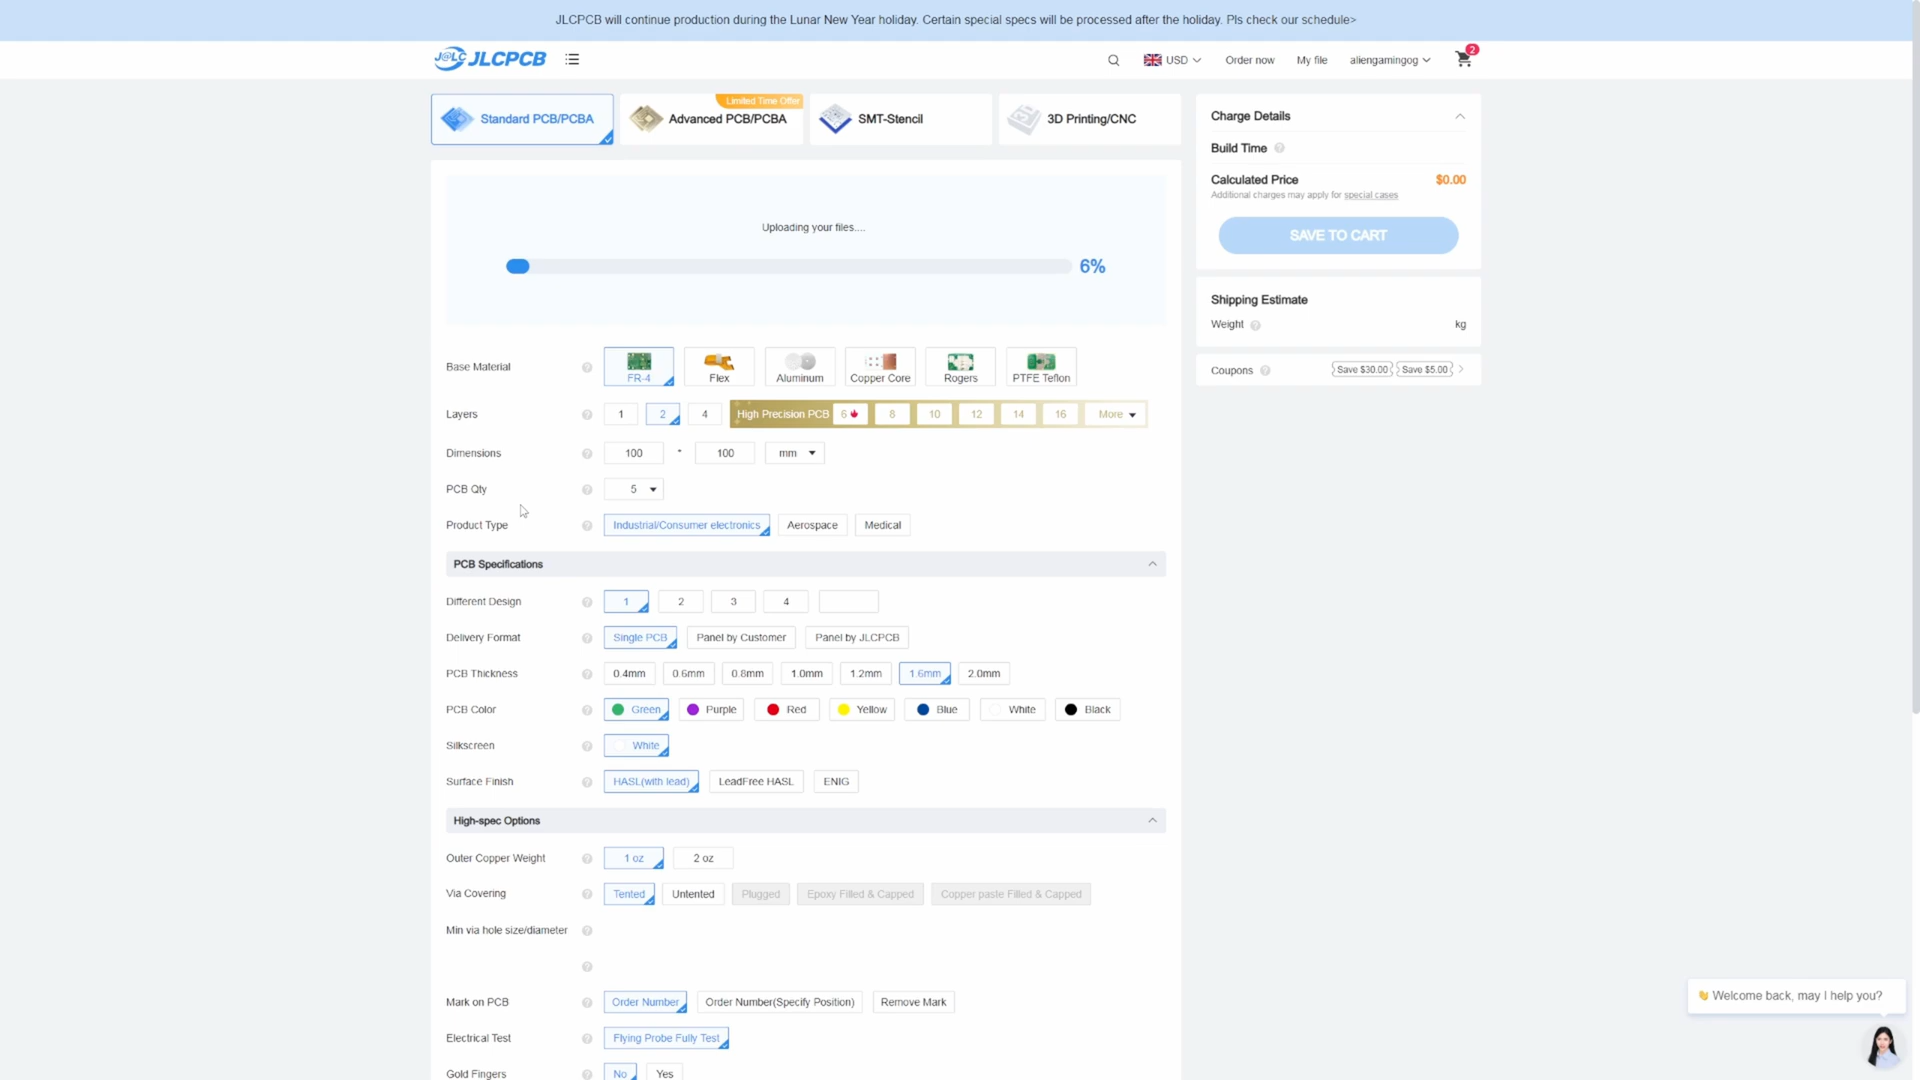 JLCPCB will continue production during the Lunar New Year holiday. Certain special specs will be processed after the holiday. Pls check our schedule>
J@LC JLCPCB
USD
Order now
My file
aliengamingog
2
Standard PCB/PCBA
Limited Time Offer
Advanced PCB/PCBA
SMT-Stencil
3D Printing/CNC
Charge Details
Build Time
Calculated Price $0.00
Additional charges may apply for special cases
SAVE TO CART
Shipping Estimate
Weight kg
Coupons Save $30.00 Save $5.00
Uploading your files....
6%
Base Material FR-4 Flex Aluminum Copper Core Rogers PTFE Teflon
Layers 1 2 4 High Precision PCB 6 8 10 12 14 16 More
Dimensions 100 * 100 mm
PCB Qty 5
Product Type Industrial/Consumer electronics Aerospace Medical
PCB Specifications
Different Design 1 2 3 4
Delivery Format Single PCB Panel by Customer Panel by JLCPCB
PCB Thickness 0.4mm 0.6mm 0.8mm 1.0mm 1.2mm 1.6mm 2.0mm
PCB Color Green Purple Red Yellow Blue White Black
Silkscreen White
Surface Finish HASL(with lead) LeadFree HASL ENIG
High-spec Options
Outer Copper Weight 1 oz 2 oz
Via Covering Tented Untented Plugged Epoxy Filled & Capped Copper paste Filled & Capped
Min via hole size/diameter
Mark on PCB Order Number Order Number(Specify Position) Remove Mark
Electrical Test Flying Probe Fully Test
Gold Fingers No Yes
👋 Welcome back, may I help you?